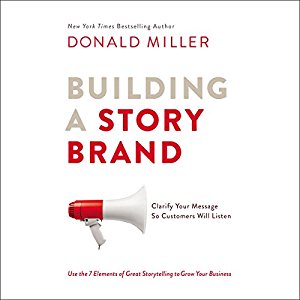 New York Times Bestselling Author
DONALD MILLER
BUILDING
A STORY
BRAND
Clarify Your Message
So Customers Will Listen
Use the 7 Elements of Great Storytelling to Grow Your Business